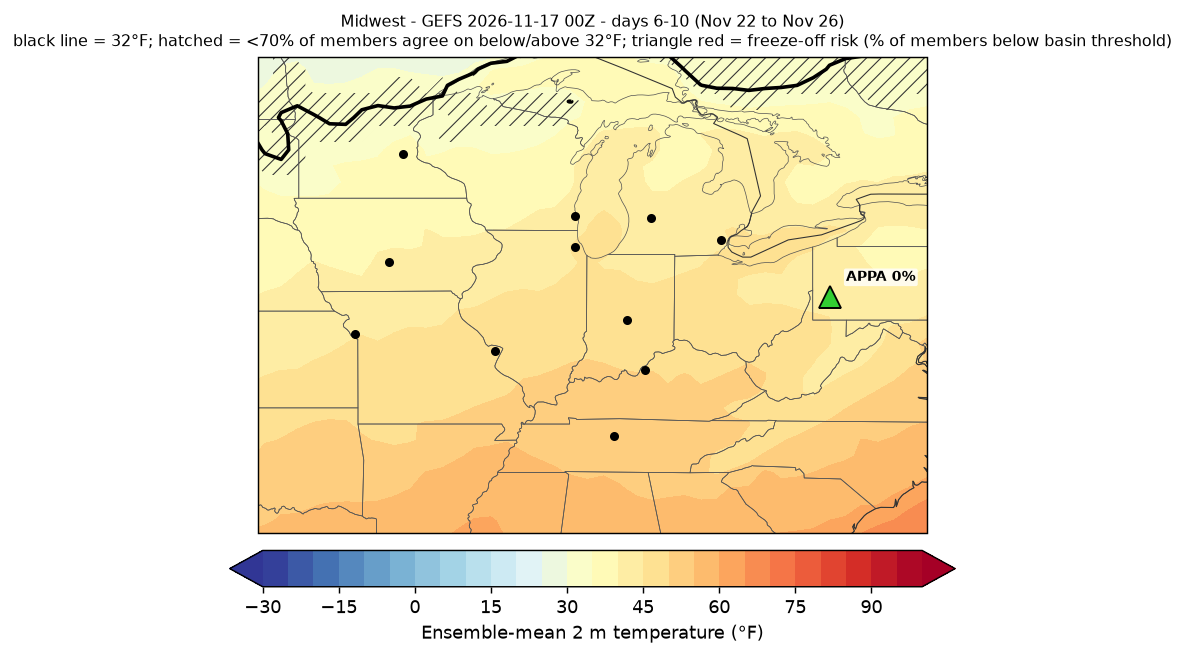 Midwest - GEFS 2026-11-17 00Z - days 6-10 (Nov 22 to Nov 26)
black line = 32°F; hatched = <70% of members agree on below/above 32°F; triangle red = freeze-off risk (% of members below basin threshold)
APPA 0%
−30 −15 0 15 30 45 60 75 90
Ensemble-mean 2 m temperature (°F)